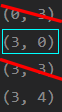 (0, 3)
(3, 0)
(3, 3)
(3, 4)